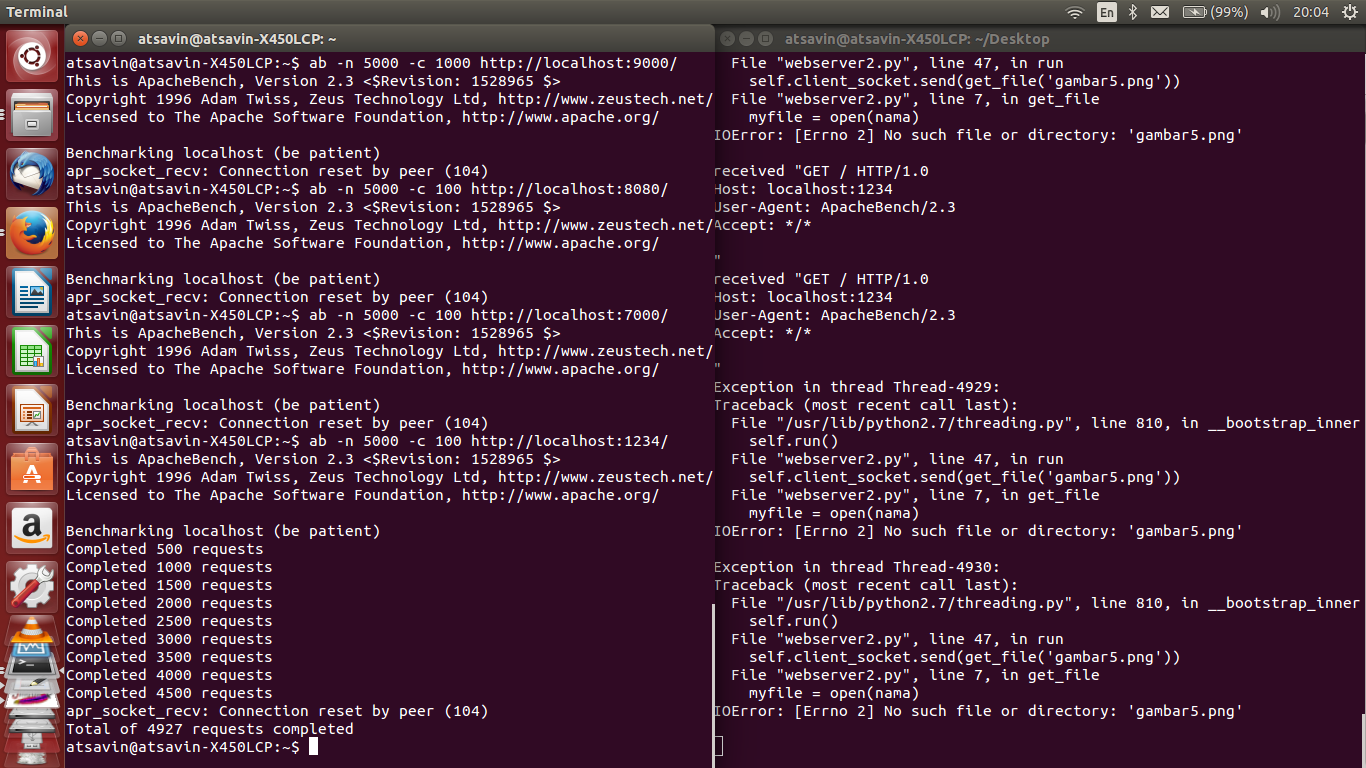 Terminal
En
(99%)
20:04
atsavin@atsavin-X450LCP: ~
atsavin@atsavin-X450LCP:~$ ab -n 5000 -c 1000 http://localhost:9000/
This is ApacheBench, Version 2.3 <$Revision: 1528965 $>
Copyright 1996 Adam Twiss, Zeus Technology Ltd, http://www.zeustech.net/
Licensed to The Apache Software Foundation, http://www.apache.org/
Benchmarking localhost (be patient)
apr_socket_recv: Connection reset by peer (104)
atsavin@atsavin-X450LCP:~$ ab -n 5000 -c 100 http://localhost:8080/
This is ApacheBench, Version 2.3 <$Revision: 1528965 $>
Copyright 1996 Adam Twiss, Zeus Technology Ltd, http://www.zeustech.net/
Licensed to The Apache Software Foundation, http://www.apache.org/
Benchmarking localhost (be patient)
apr_socket_recv: Connection reset by peer (104)
atsavin@atsavin-X450LCP:~$ ab -n 5000 -c 100 http://localhost:7000/
This is ApacheBench, Version 2.3 <$Revision: 1528965 $>
Copyright 1996 Adam Twiss, Zeus Technology Ltd, http://www.zeustech.net/
Licensed to The Apache Software Foundation, http://www.apache.org/
Benchmarking localhost (be patient)
apr_socket_recv: Connection reset by peer (104)
atsavin@atsavin-X450LCP:~$ ab -n 5000 -c 100 http://localhost:1234/
This is ApacheBench, Version 2.3 <$Revision: 1528965 $>
Copyright 1996 Adam Twiss, Zeus Technology Ltd, http://www.zeustech.net/
Licensed to The Apache Software Foundation, http://www.apache.org/
Benchmarking localhost (be patient)
Completed 500 requests
Completed 1000 requests
Completed 1500 requests
Completed 2000 requests
Completed 2500 requests
Completed 3000 requests
Completed 3500 requests
Completed 4000 requests
Completed 4500 requests
apr_socket_recv: Connection reset by peer (104)
Total of 4927 requests completed
atsavin@atsavin-X450LCP:~$
atsavin@atsavin-X450LCP: ~/Desktop
File "webserver2.py", line 47, in run
self.client_socket.send(get_file('gambar5.png'))
File "webserver2.py", line 7, in get_file
myfile = open(nama)
IOError: [Errno 2] No such file or directory: 'gambar5.png'
received "GET / HTTP/1.0
Host: localhost:1234
User-Agent: ApacheBench/2.3
Accept: */*
"
received "GET / HTTP/1.0
Host: localhost:1234
User-Agent: ApacheBench/2.3
Accept: */*
"
Exception in thread Thread-4929:
Traceback (most recent call last):
File "/usr/lib/python2.7/threading.py", line 810, in __bootstrap_inner
self.run()
File "webserver2.py", line 47, in run
self.client_socket.send(get_file('gambar5.png'))
File "webserver2.py", line 7, in get_file
myfile = open(nama)
IOError: [Errno 2] No such file or directory: 'gambar5.png'
Exception in thread Thread-4930:
Traceback (most recent call last):
File "/usr/lib/python2.7/threading.py", line 810, in __bootstrap_inner
self.run()
File "webserver2.py", line 47, in run
self.client_socket.send(get_file('gambar5.png'))
File "webserver2.py", line 7, in get_file
myfile = open(nama)
IOError: [Errno 2] No such file or directory: 'gambar5.png'